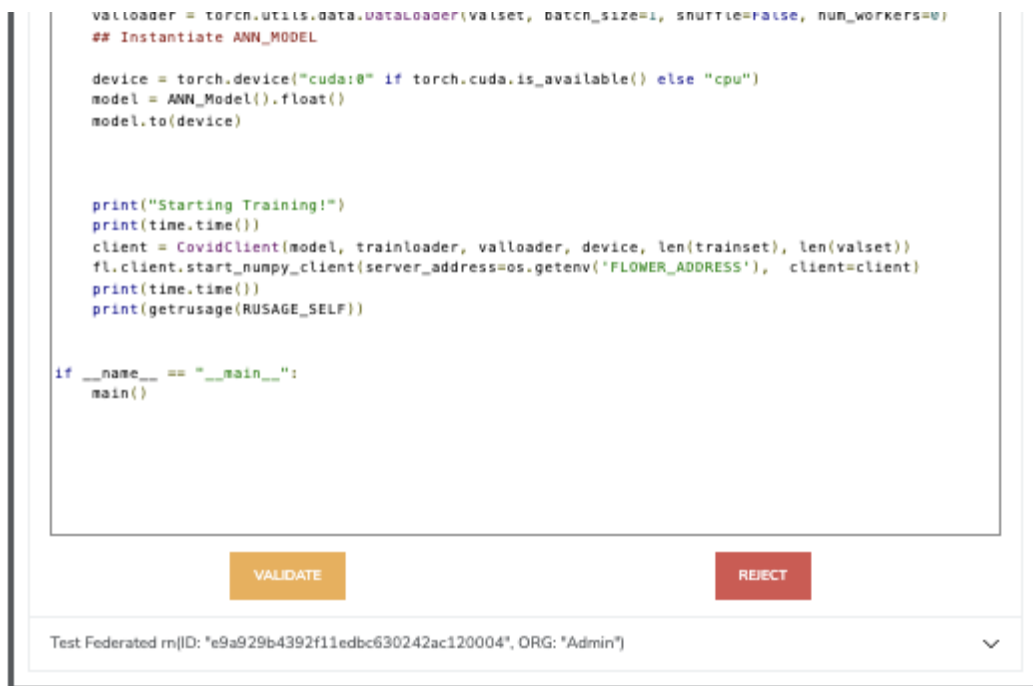 valloader = torch.utils.data.DataLoader(valset, batch_size=1, shuffle=False, num_workers=0)
## Instantiate ANN_MODEL
device = torch.device("cuda:0" if torch.cuda.is_available() else "cpu")
model = ANN_Model().float()
model.to(device)
print("Starting Training!")
print(time.time())
client = CovidClient(model, trainloader, valloader, device, len(trainset), len(valset))
fl.client.start_numpy_client(server_address=os.getenv('FLOWER_ADDRESS'),  client=client)
print(time.time())
print(getrusage(RUSAGE_SELF))
if __name__ == "__main__":
main()
VALIDATE REJECT
Test Federated rn(ID: "e9a929b4392f11edbc630242ac120004", ORG: "Admin")